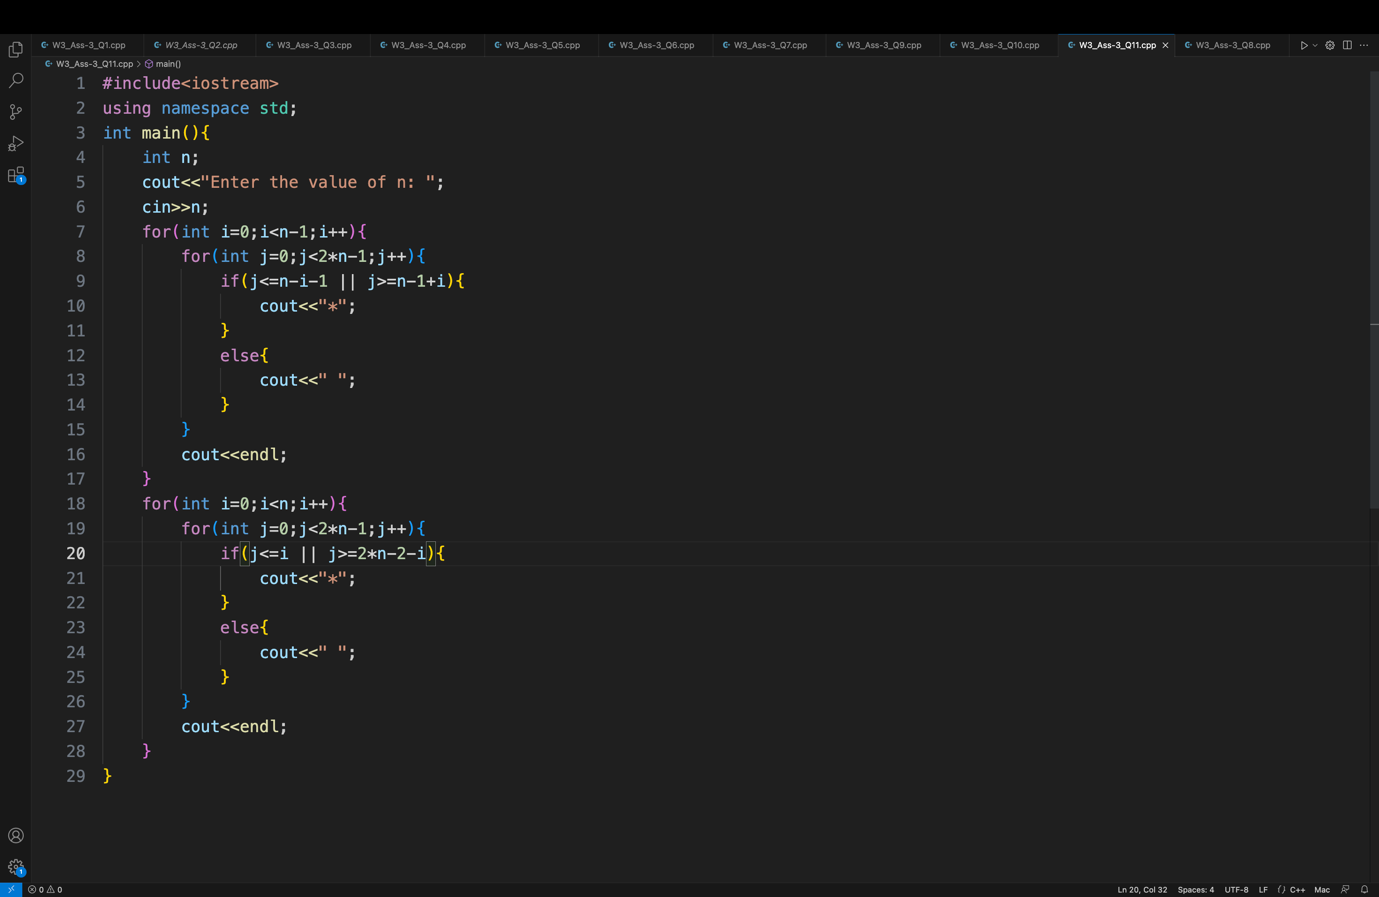 W3_Ass-3_Q1.cpp W3_Ass-3_Q2.cpp W3_Ass-3_Q3.cpp W3_Ass-3_Q4.cpp W3_Ass-3_Q5.cpp W3_Ass-3_Q6.cpp W3_Ass-3_Q7.cpp W3_Ass-3_Q9.cpp W3_Ass-3_Q10.cpp W3_Ass-3_Q11.cpp W3_Ass-3_Q8.cpp
W3_Ass-3_Q11.cpp > main()
1 #include<iostream>
2 using namespace std;
3 int main(){
4 int n;
5 cout<<"Enter the value of n: ";
6 cin>>n;
7 for(int i=0;i<n-1;i++){
8 for(int j=0;j<2*n-1;j++){
9 if(j<=n-i-1 || j>=n-1+i){
10 cout<<"*";
11 }
12 else{
13 cout<<" ";
14 }
15 }
16 cout<<endl;
17 }
18 for(int i=0;i<n;i++){
19 for(int j=0;j<2*n-1;j++){
20 if(j<=i || j>=2*n-2-i){
21 cout<<"*";
22 }
23 else{
24 cout<<" ";
25 }
26 }
27 cout<<endl;
28 }
29 }
1
1
0 0 Ln 20, Col 32 Spaces: 4 UTF-8 LF {} C++ Mac